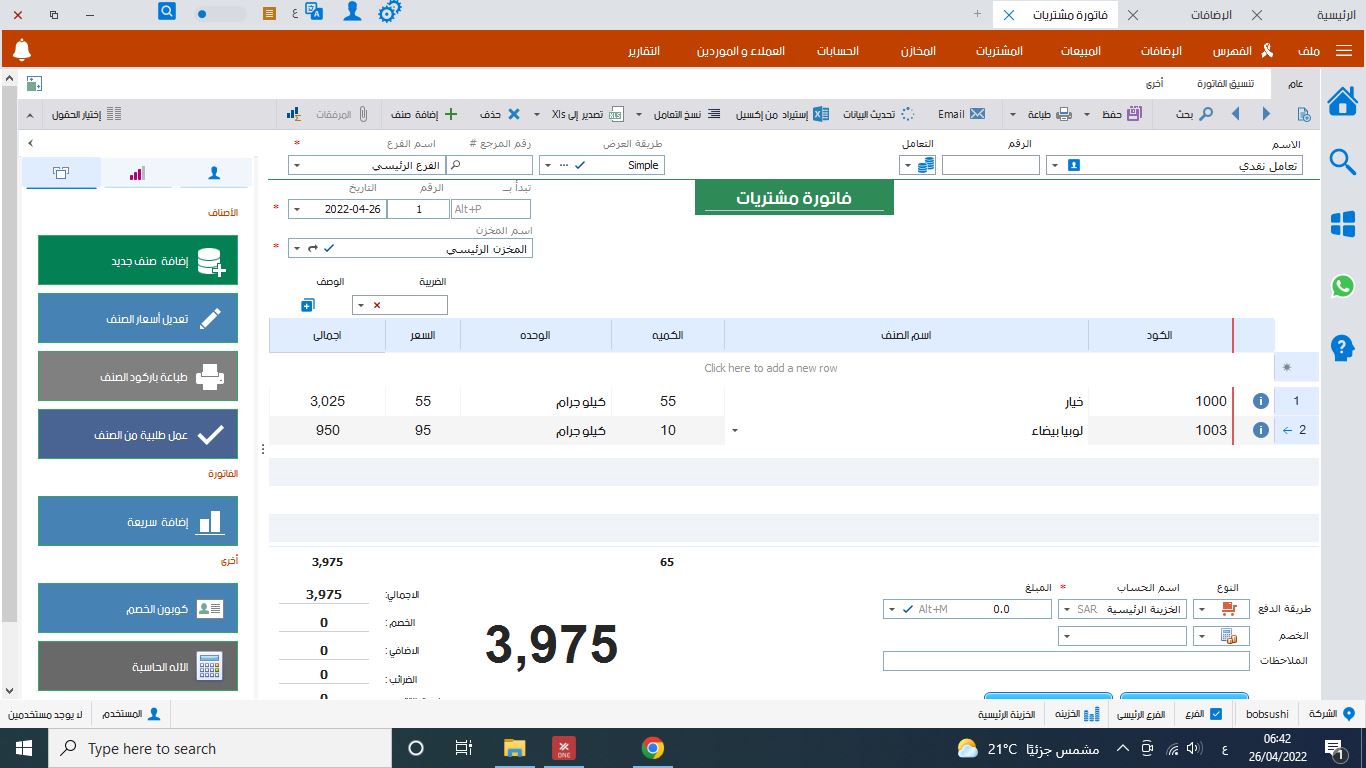 الرئيسية
الرضافات
فاتورة مشتريات
ع
ملف
الفهرس
الإضافات
المبيعات
المشتريات
المخازن
الحسابات
العملاء و الموردين
التقارير
عام
تنسيق الفاتورة
أخرى
بحث
حفظ
طباعة
Email
تحديث البيانات
إستيراد من إكسيل
نسخ التعامل
تصدير إلى Xls
حذف
إضافة صنف
المرفقات
إختيار الحقول
الاسم
الرقم
التعامل
طريقة العرض
رقم المرجع #
اسم الفرع *
تعامل نقدي
Simple
الفرع الرئيسي
فاتورة مشتريات
تبدأ بـ
الرقم
التاريخ
Alt+P
1
2022-04-26
*
اسم المخزن
المخزن الرئيسي
*
الضريبة
الوصف
الكود
اسم الصنف
الكميه
الوحده
السعر
اجمالى
Click here to add a new row
1 1000 خيار 55 كيلو جرام 55 3,025
2 1003 لوبيا بيضاء 10 كيلو جرام 95 950
65
3,975
الاجمالي: 3,975
الخصم : 0
الاضافي: 0
الضرائب : 0
3,975
النوع
اسم الحساب *
المبلغ
طريقة الدفع
الخزينة الرئيسية SAR
0.0 Alt+M
الخصم
الملاحظات
الأصناف
إضافة صنف جديد
تعديل أسعار الصنف
طباعة باركود الصنف
عمل طلبية من الصنف
الفاتورة
إضافة سريعة
أخرى
كوبون الخصم
الاله الحاسبة
الشركة
bobsushi
الفرع
الفرع الرئيسى
الخزينه
الخزينة الرئيسية
المستخدم
لا يوجد مستخدمين
Type here to search
ONE
21°C مشمس جزئيًا
ع
06:42
26/04/2022
1